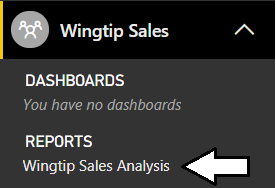 Wingtip Sales
DASHBOARDS
You have no dashboards
REPORTS
Wingtip Sales Analysis